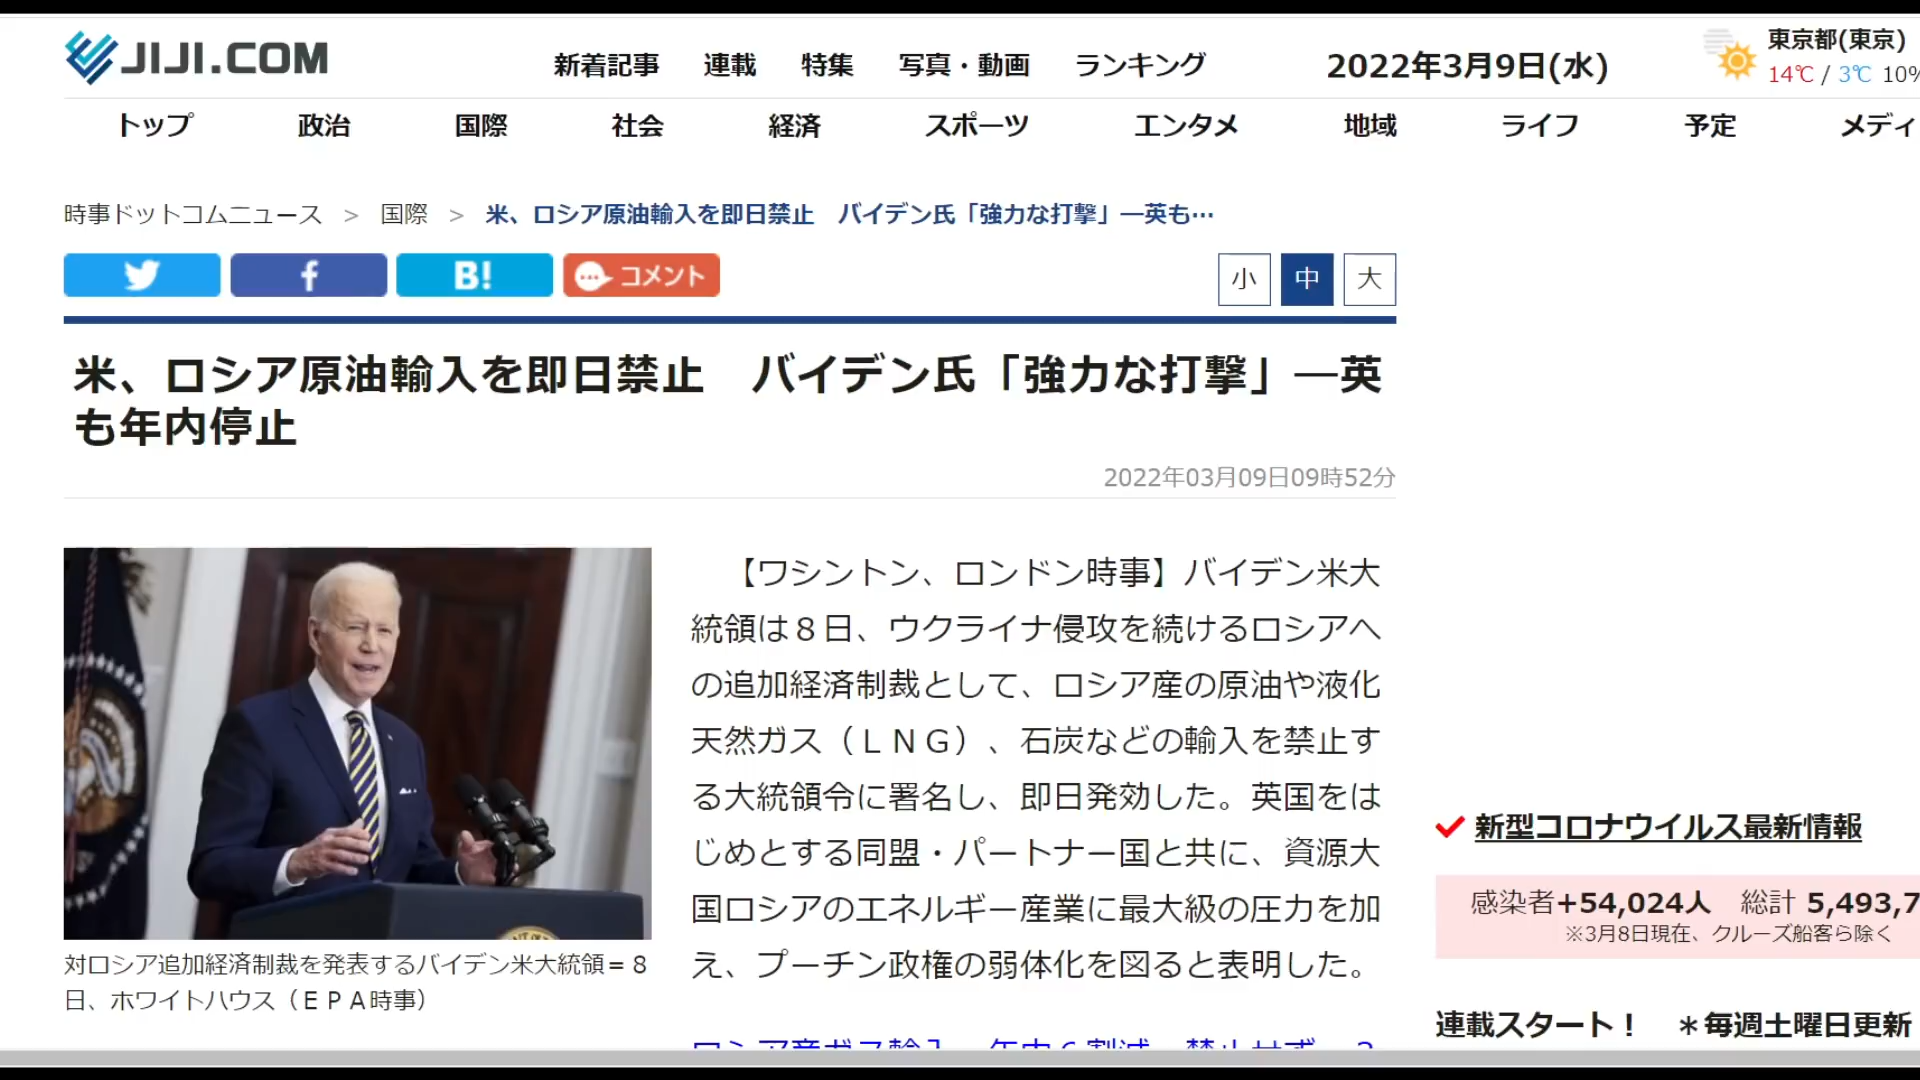 JIJI.COM
新着記事 連載 特集 写真・動画 ランキング
2022年3月9日(水)
東京都(東京)
14℃ / 3℃ 10%
トップ 政治 国際 社会 経済 スポーツ エンタメ 地域 ライフ 予定 メディ
時事ドットコムニュース > 国際 > 米、ロシア原油輸入を即日禁止　バイデン氏「強力な打撃」―英も…
f B! コメント
小 中 大
米、ロシア原油輸入を即日禁止　バイデン氏「強力な打撃」―英
も年内停止
2022年03月09日09時52分
【ワシントン、ロンドン時事】バイデン米大
統領は８日、ウクライナ侵攻を続けるロシアへ
の追加経済制裁として、ロシア産の原油や液化
天然ガス（ＬＮＧ）、石炭などの輸入を禁止す
る大統領令に署名し、即日発効した。英国をは
じめとする同盟・パートナー国と共に、資源大
国ロシアのエネルギー産業に最大級の圧力を加
え、プーチン政権の弱体化を図ると表明した。
対ロシア追加経済制裁を発表するバイデン米大統領＝８
日、ホワイトハウス（ＥＰＡ時事）
新型コロナウイルス最新情報
感染者+54,024人 総計 5,493,7
※3月8日現在、クルーズ船客ら除く
連載スタート！　＊毎週土曜日更新